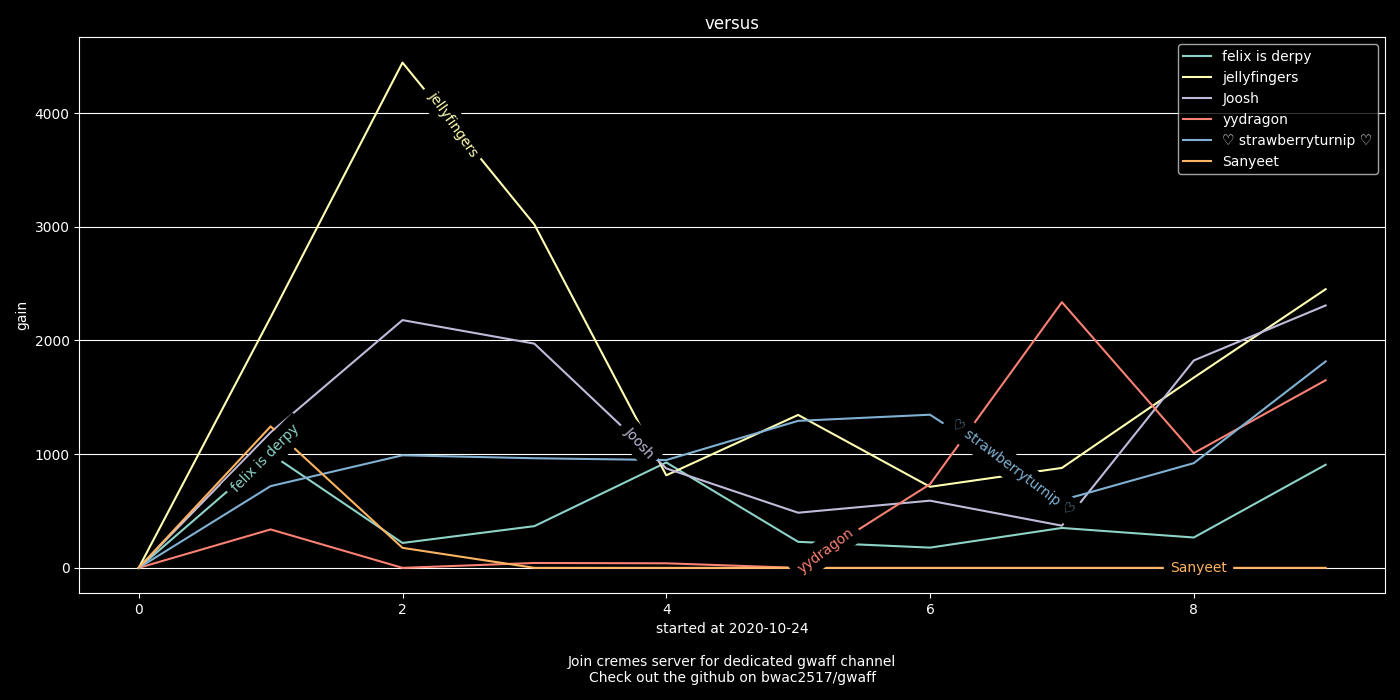 versus
felix is derpy
jellyfingers
Joosh
yydragon
♡ strawberryturnip ♡
Sanyeet
gain
4000
3000
2000
1000
0
jellyfingers
felix is derpy
Joosh
♡ strawberryturnip ♡
yydragon
Sanyeet
0 2 4 6 8
started at 2020-10-24
Join cremes server for dedicated gwaff channel
Check out the github on bwac2517/gwaff